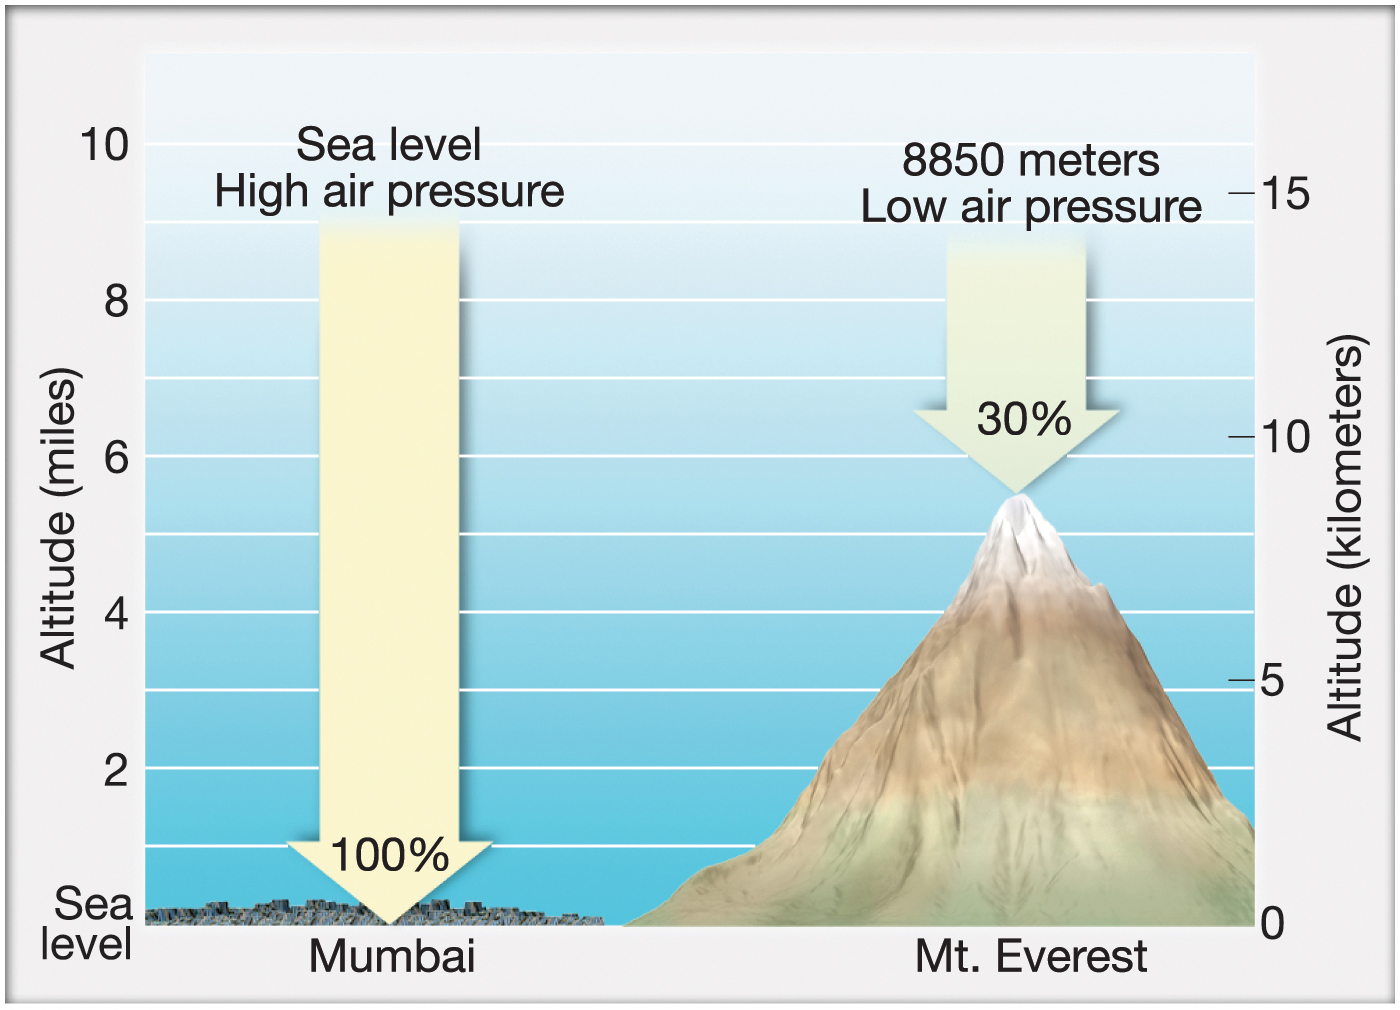 Sea level
High air pressure
8850 meters
Low air pressure
10
8
6
4
2
Sea
level
Altitude (miles)
100%
30%
15
10
5
0
Altitude (kilometers)
Mumbai
Mt. Everest